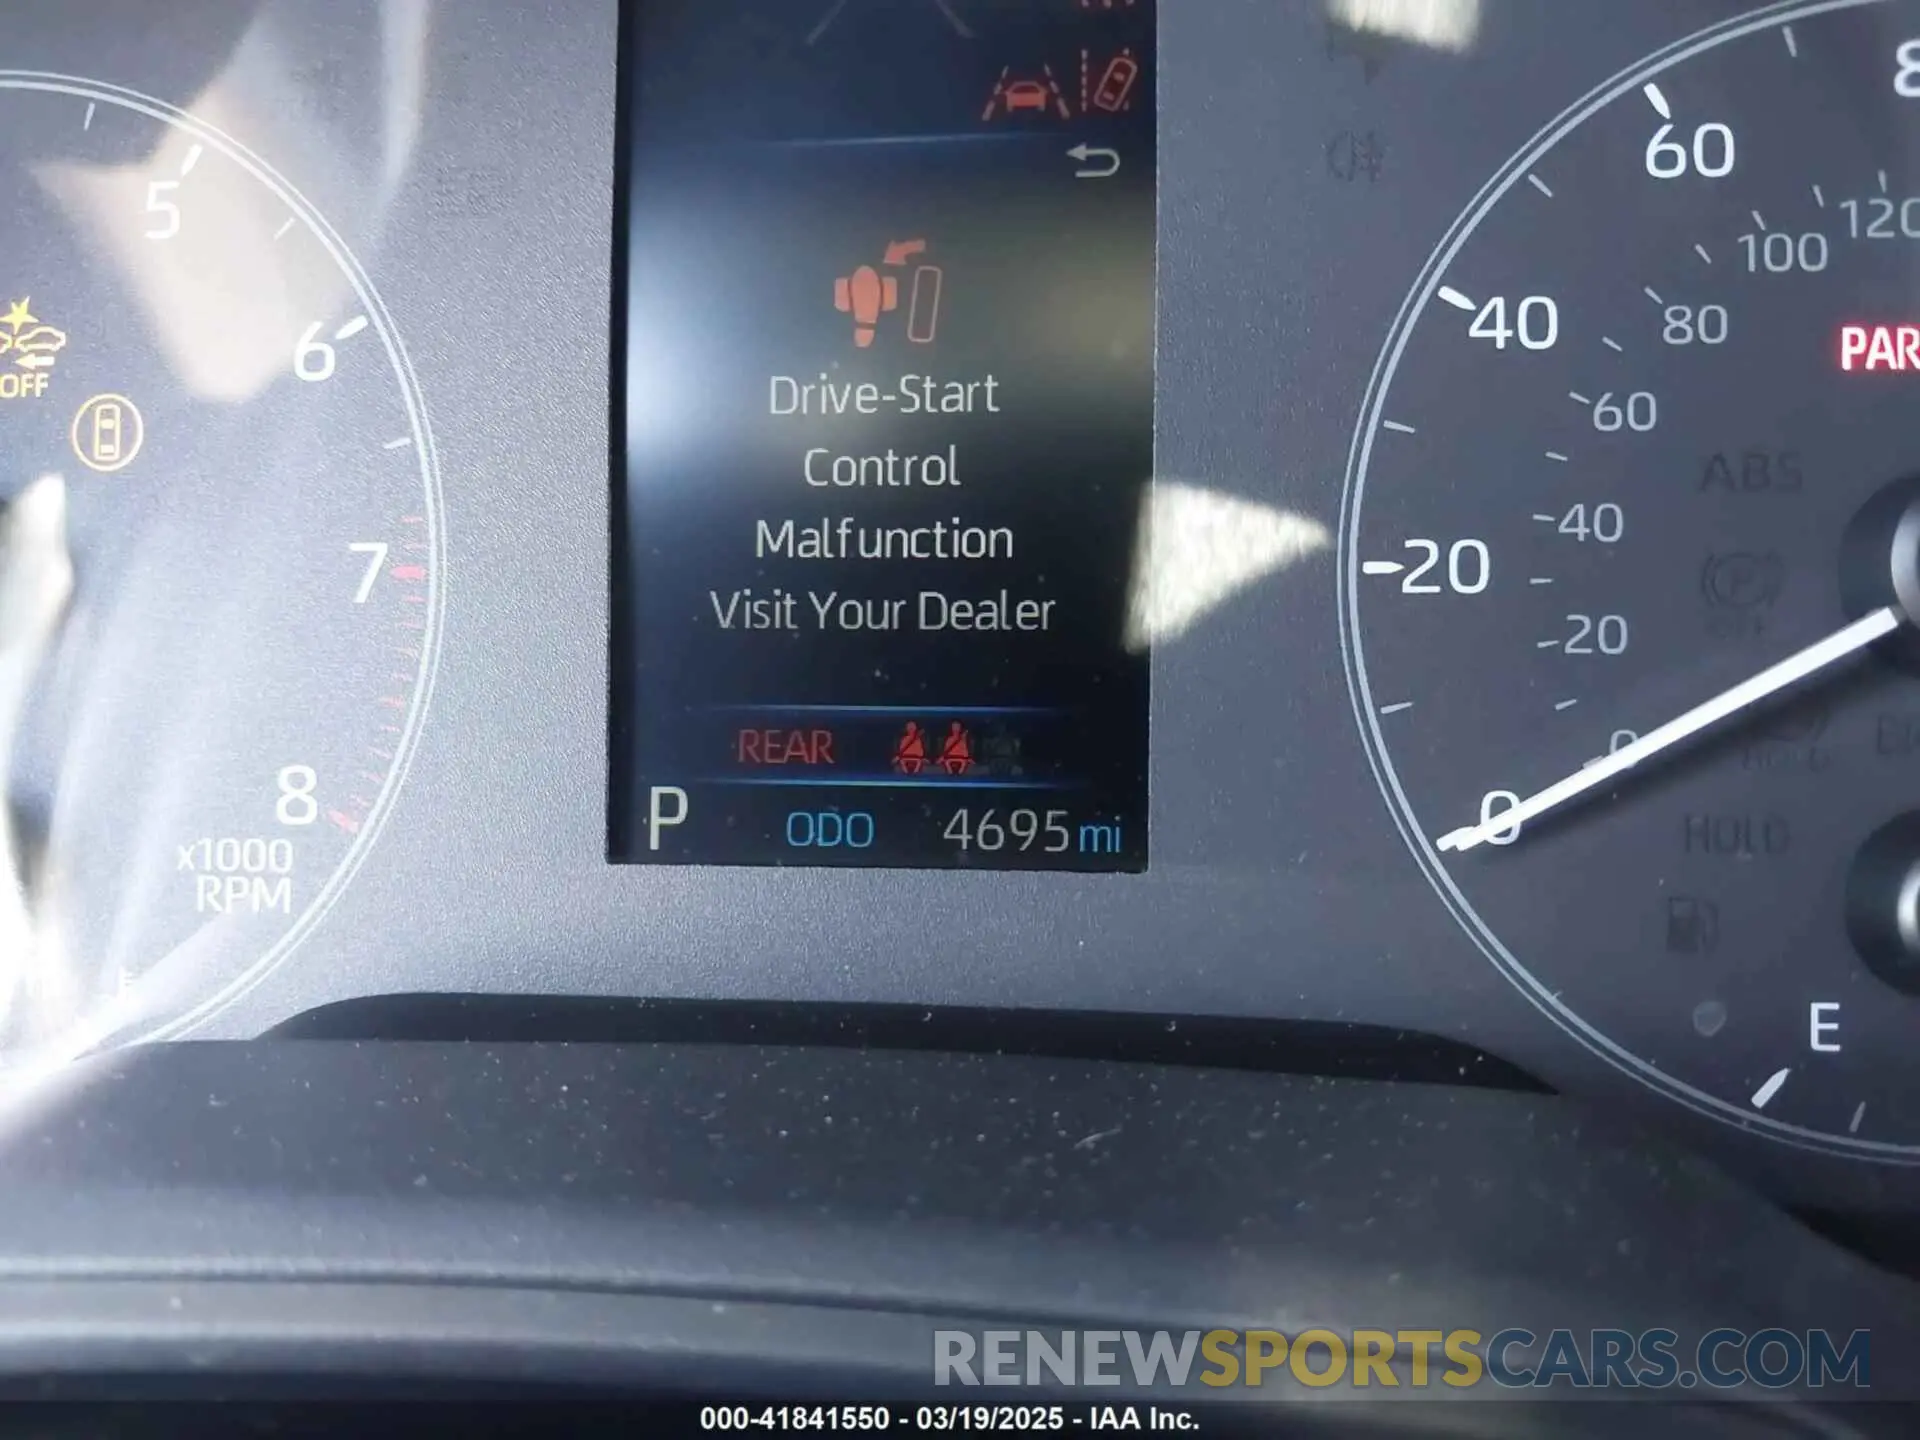 5
6
7
8
x1000
RPM
OFF
Drive-Start
Control
Malfunction
Visit Your Dealer
REAR
P ODO 4695 mi
8
60
120
100
40
80
PAR
60
ABS
40
20
20
0
0
HOLD
E
RENEWSPORTSCARS.COM
000-41841550 - 03/19/2025 - IAA Inc.